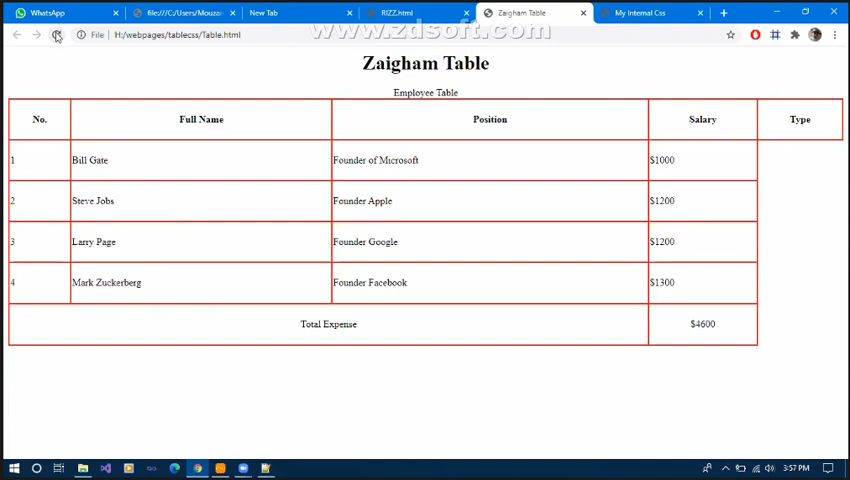 WhatsApp file:///C:/Users/Mouza New Tab RIZZ.html Zaigham Table My Internal Css
File H:/webpages/tablecss/Table.html www.zdsoft.com
Zaigham Table
Employee Table
No. Full Name Position Salary Type
1 Bill Gate Founder of Microsoft $1000
2 Steve Jobs Founder Apple $1200
3 Larry Page Founder Google $1200
4 Mark Zuckerberg Founder Facebook $1300
Total Expense $4600
3:57 PM